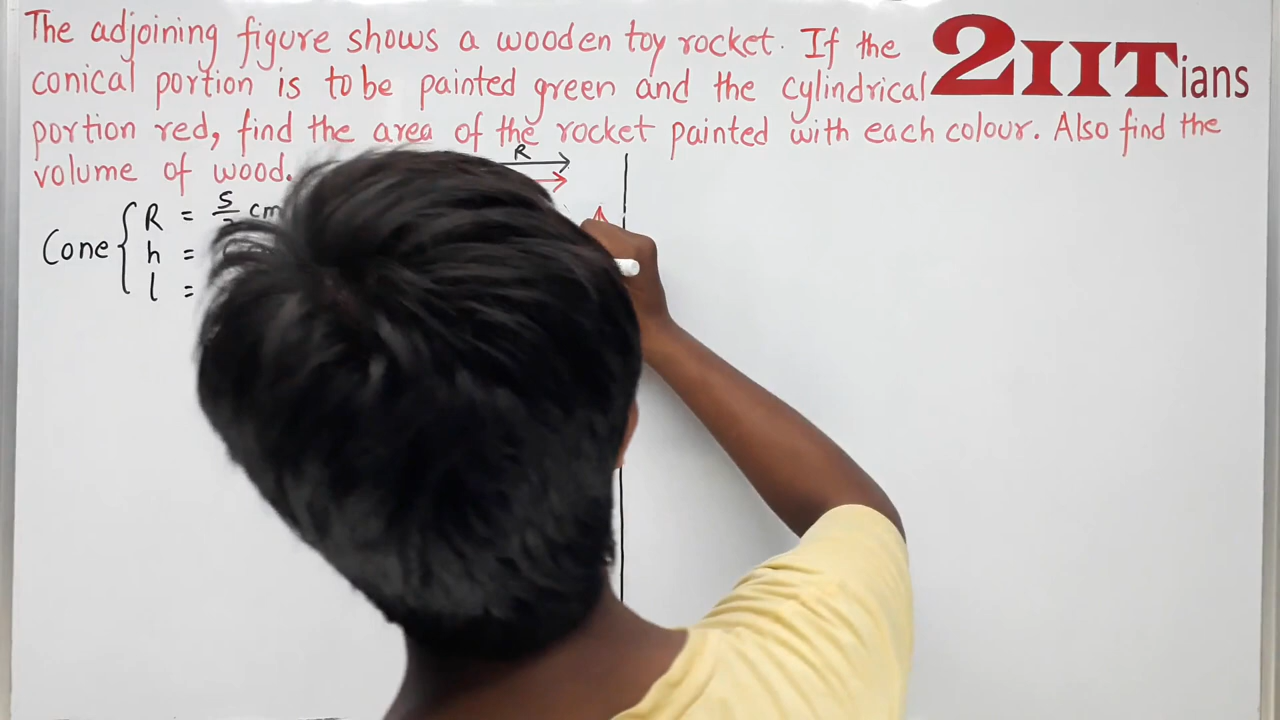 The adjoining figure shows a wooden toy rocket. If the
conical portion is to be painted green and the cylindrical
portion red, find the area of the rocket painted with each colour. Also find the
volume of wood.
2IITians
R
Cone { R = 5/ cm
h =
l =